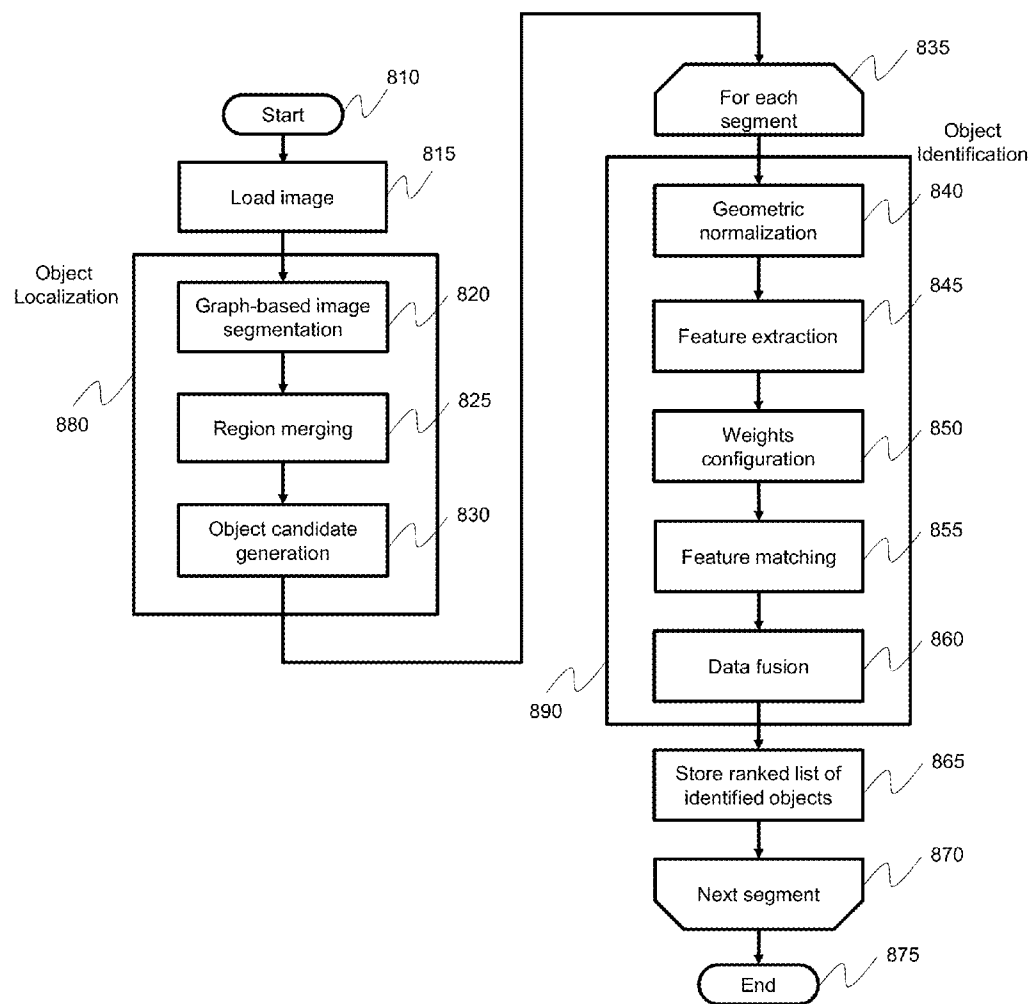 810
Start
815
Load image
Object
Localization
820
Graph-based image
segmentation
825
Region merging
880
830
Object candidate
generation
835
For each
segment
Object
Identification
840
Geometric
normalization
845
Feature extraction
850
Weights
configuration
855
Feature matching
860
Data fusion
890
865
Store ranked list of
identified objects
870
Next segment
875
End